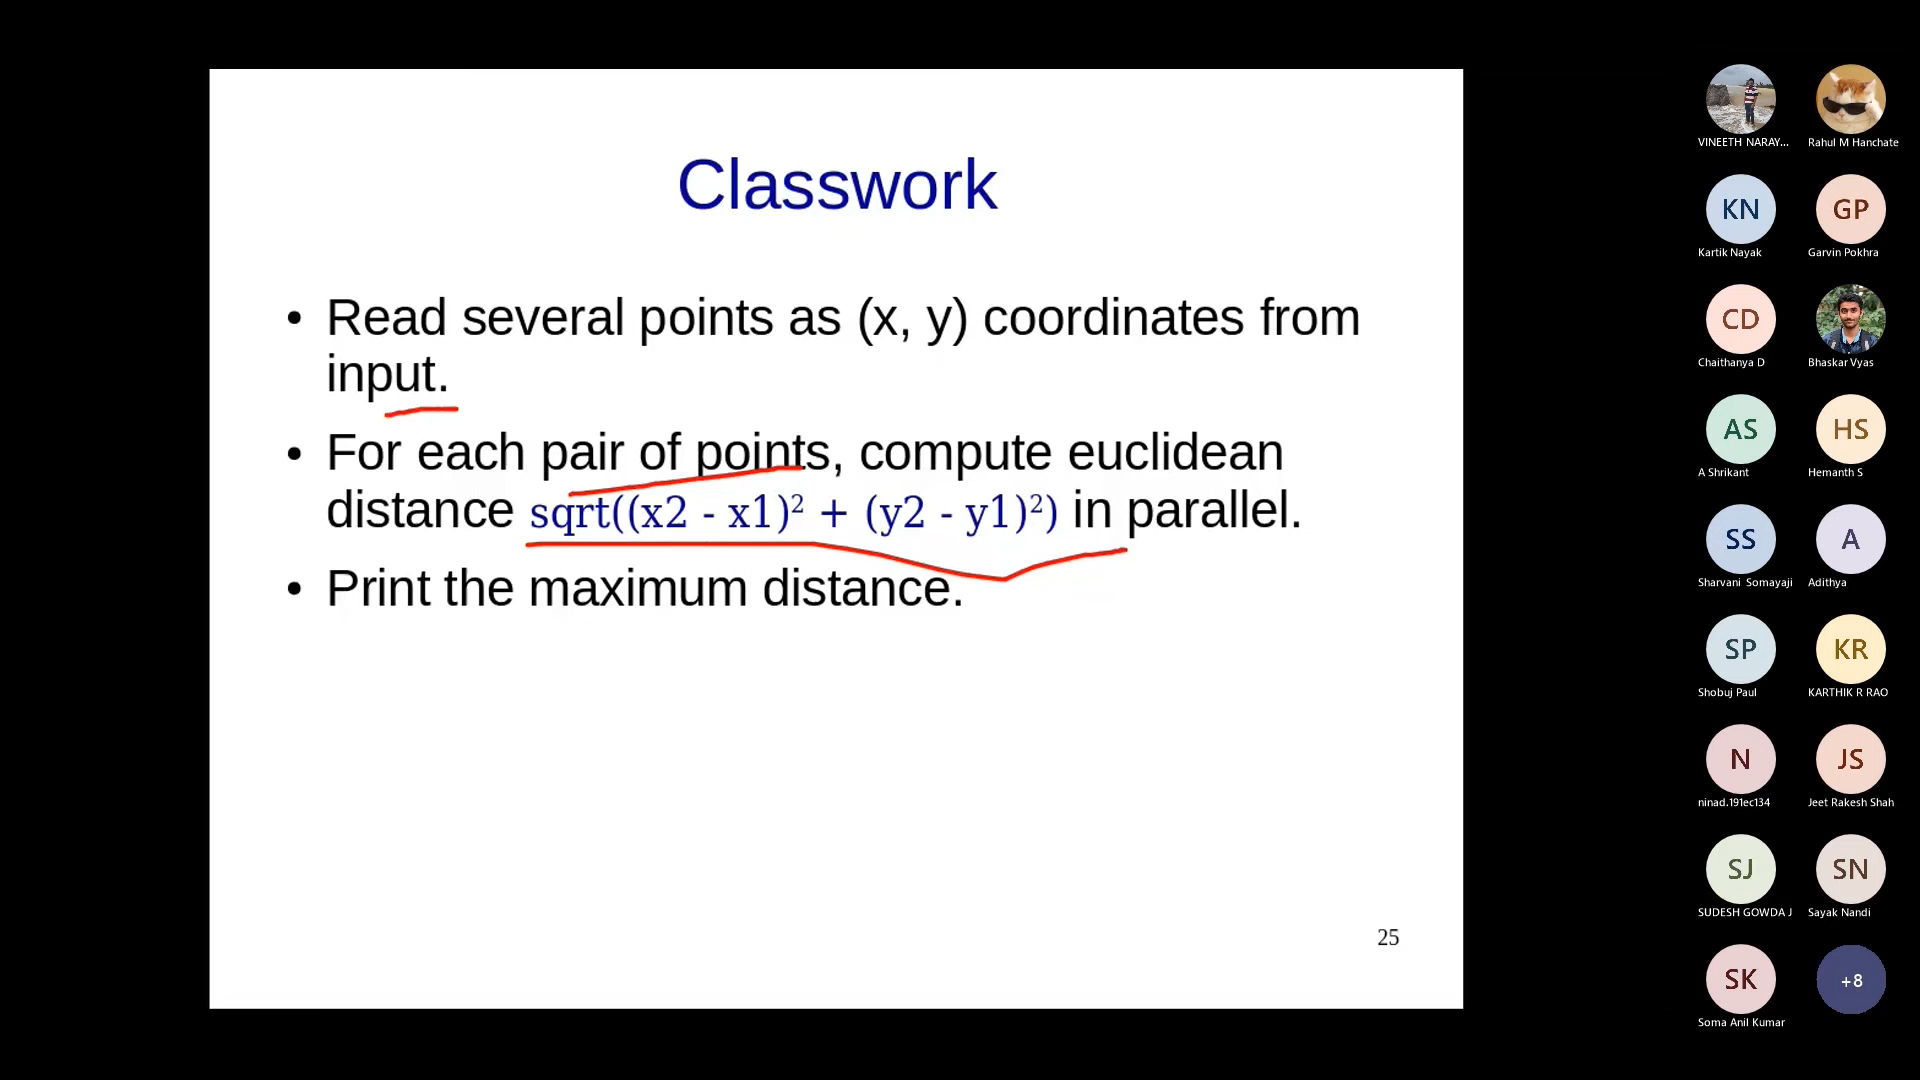 Classwork
• Read several points as (x, y) coordinates from
input.
• For each pair of points, compute euclidean
distance sqrt((x2 - x1)² + (y2 - y1)²) in parallel.
• Print the maximum distance.
25
VINEETH NARAY...
Rahul M Hanchate
KN
GP
Kartik Nayak
Garvin Pokhra
CD
Chaithanya D
Bhaskar Vyas
AS
HS
A Shrikant
Hemanth S
SS
A
Sharvani Somayaji
Adithya
SP
KR
Shobuj Paul
KARTHIK R RAO
N
JS
ninad.191ec134
Jeet Rakesh Shah
SJ
SN
SUDESH GOWDA J
Sayak Nandi
SK
+8
Soma Anil Kumar